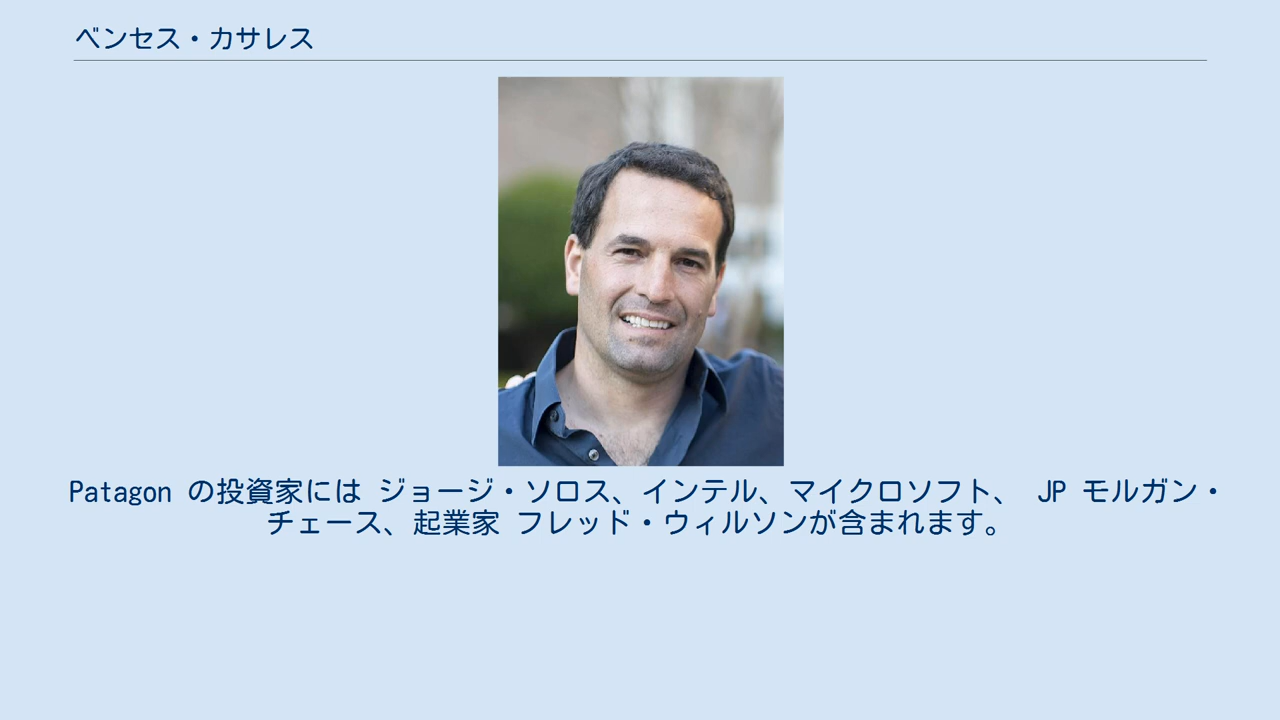 ベンセス・カサレス
Patagon の投資家には ジョージ・ソロス、インテル、マイクロソフト、 JP モルガン・
チェース、起業家 フレッド・ウィルソンが含まれます。